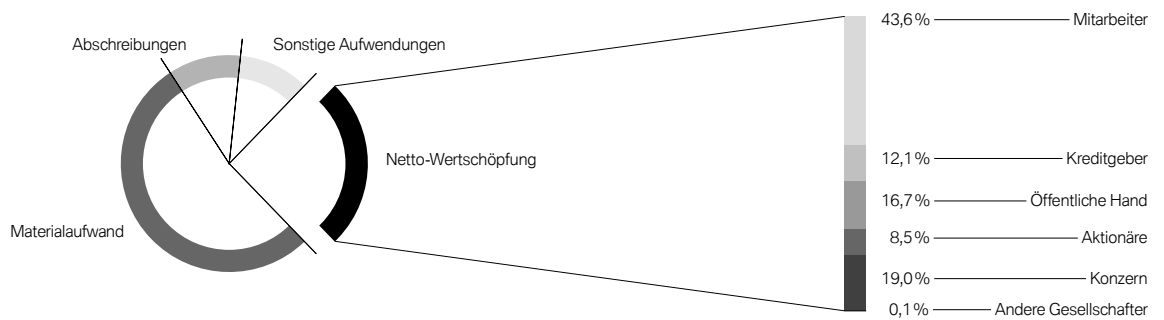 Abschreibungen
Sonstige Aufwendungen
Netto-Wertschöpfung
Materialaufwand
43,6 % Mitarbeiter
12,1 % Kreditgeber
16,7 % Öffentliche Hand
8,5 % Aktionäre
19,0 % Konzern
0,1 % Andere Gesellschafter